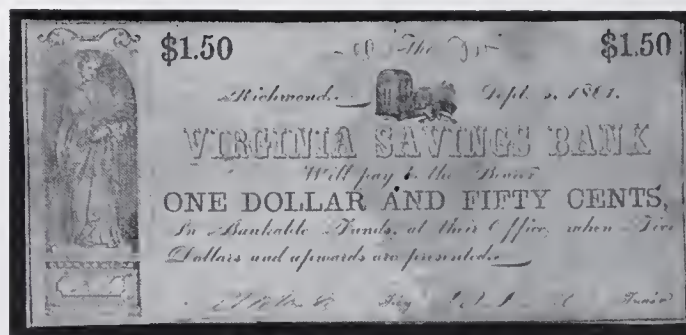 $1.50 The $1.50
Richmond, Sept. 1861.
VIRGINIA SAVINGS BANK
Will pay to the Bearer
ONE DOLLAR AND FIFTY CENTS,
In Bankable Funds, at their Office, when Five
Dollars and upwards are presented.